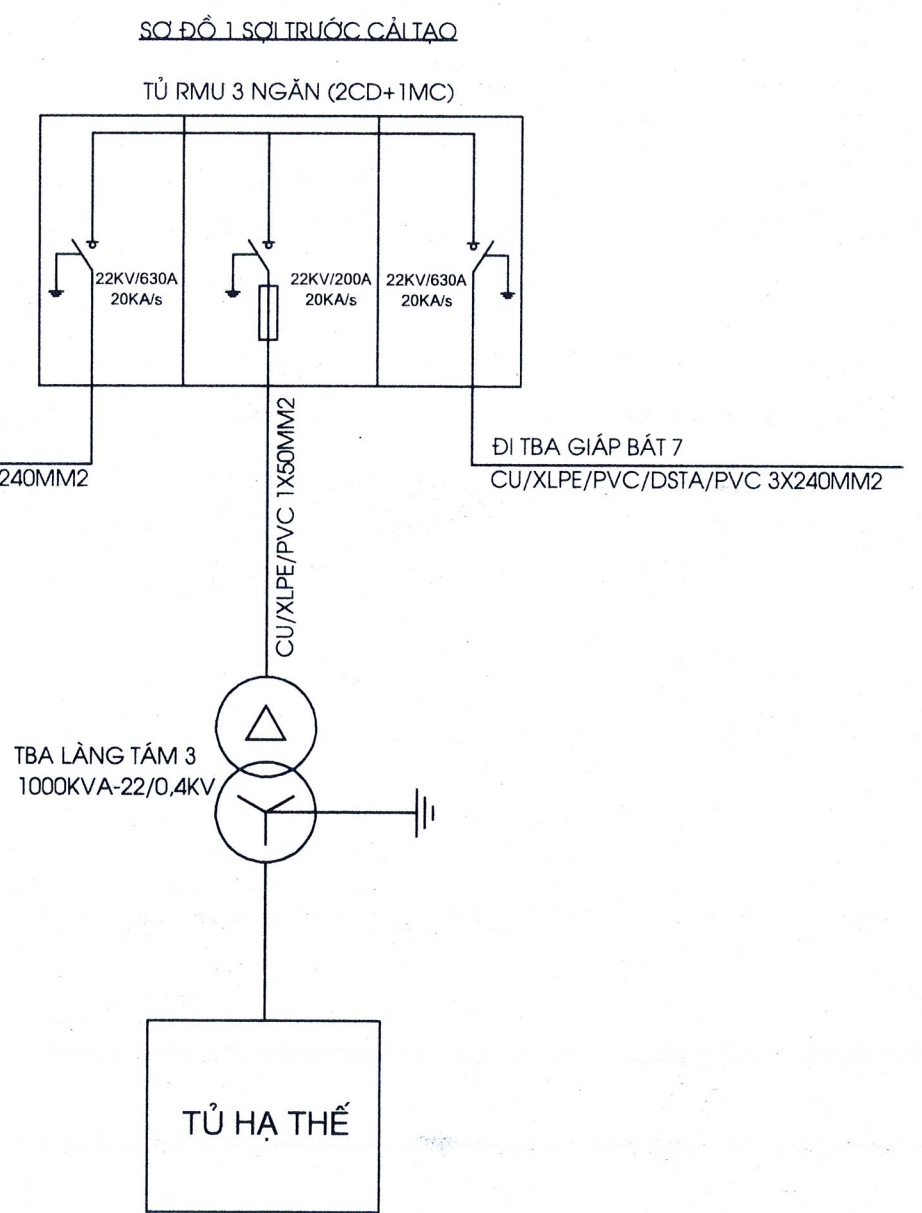 SƠ ĐỒ 1 SỢI TRƯỚC CẢI TẠO
TỦ RMU 3 NGĂN (2CD+1MC)
22KV/630A
20KA/s
22KV/200A
20KA/s
22KV/630A
20KA/s
240MM2
CU/XLPE/PVC 1X50MM2
ĐI TBA GIÁP BÁT 7
CU/XLPE/PVC/DSTA/PVC 3X240MM2
TBA LÀNG TÁM 3
1000KVA-22/0,4KV
TỦ HẠ THẾ